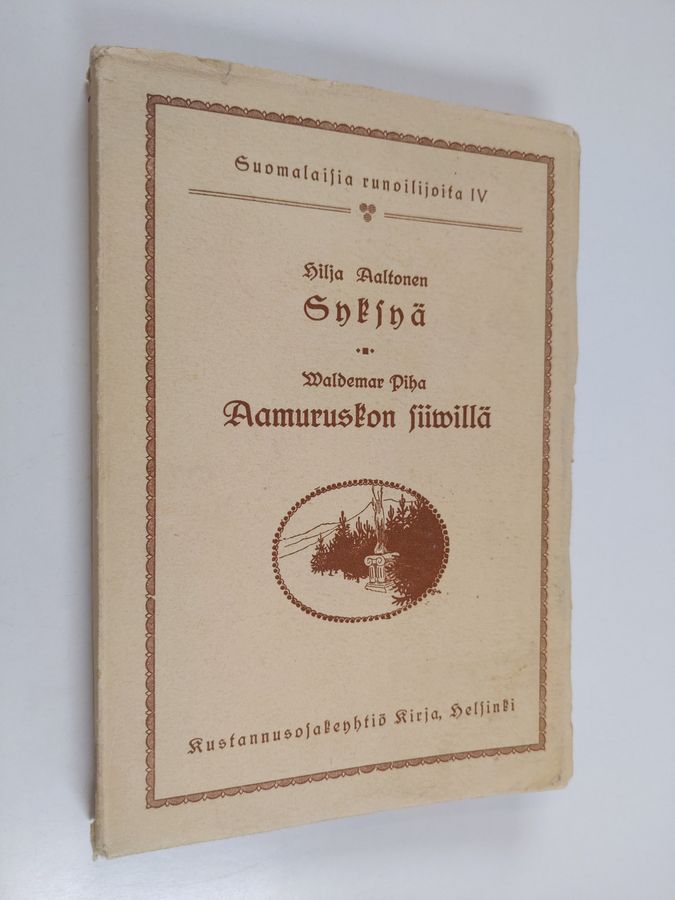 Suomalaisia runoilijoita IV
Hilja Aaltonen
Syksyä
Waldemar Piha
Aamuruskon siiwillä
Kustannusosakeyhtiö Kirja, Helsinki